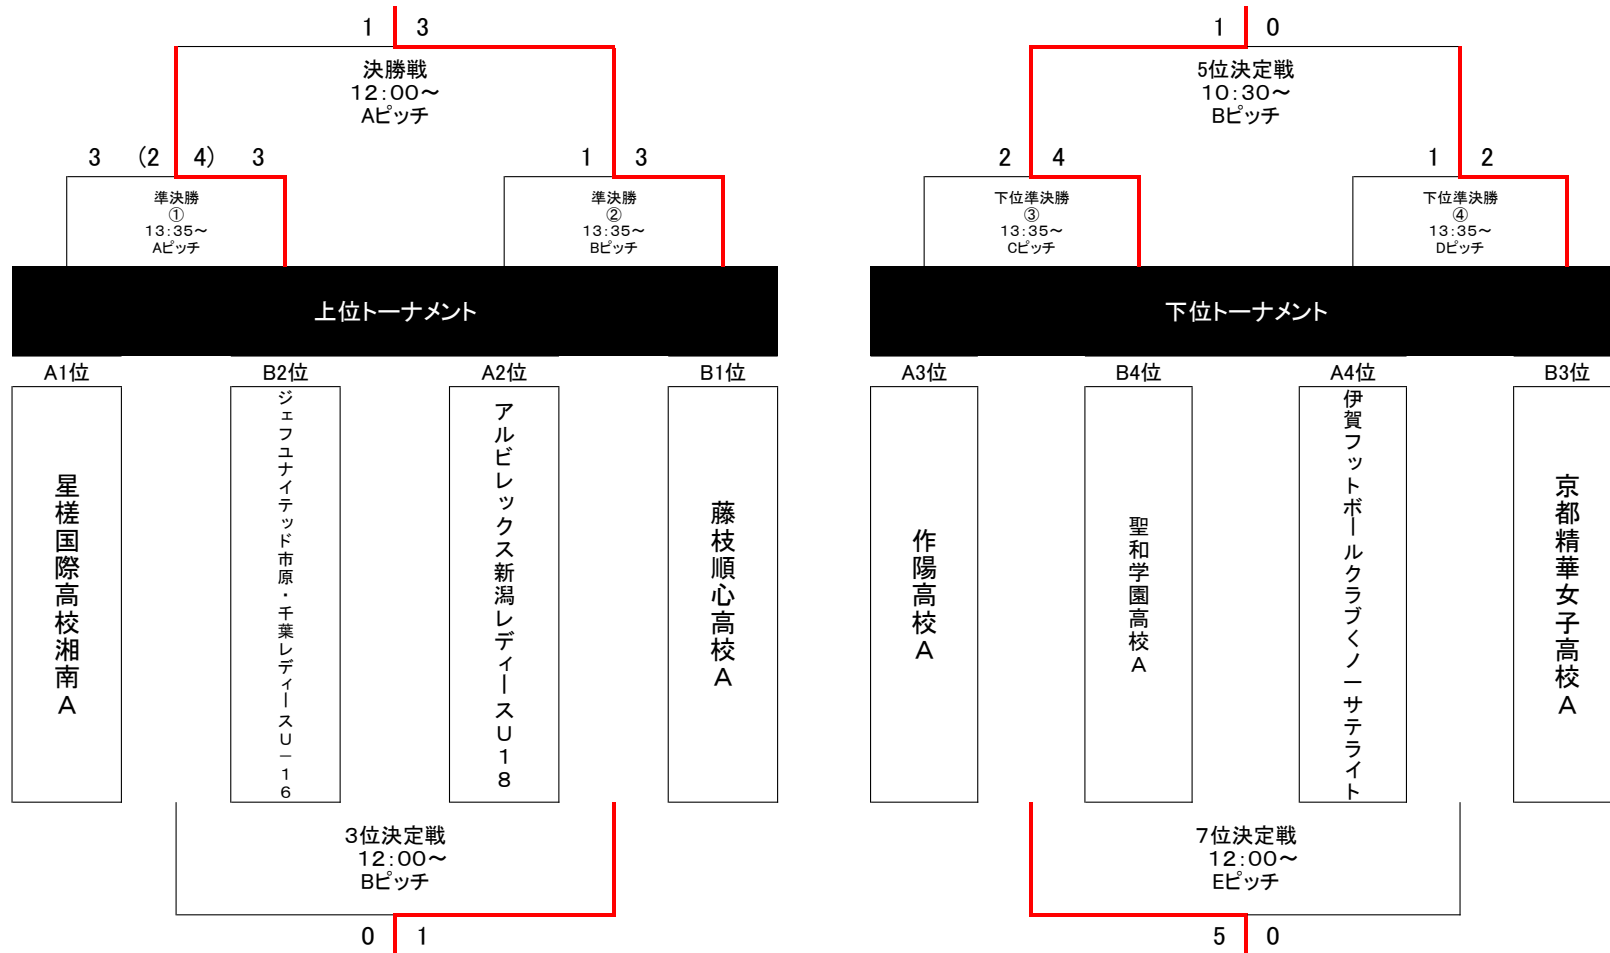 1 3
決勝戦
12:00～
Aピッチ
3 (2 4) 3
準決勝
①
13:35～
Aピッチ
1 3
準決勝
②
13:35～
Bピッチ
上位トーナメント
A1位
B2位
A2位
B1位
星槎国際高校湘南A
ジェフユナイテッド市原・千葉レディースU－16
アルビレックス新潟レディースU18
藤枝順心高校A
3位決定戦
12:00～
Bピッチ
0 1
1 0
5位決定戦
10:30～
Bピッチ
2 4
下位準決勝
③
13:35～
Cピッチ
1 2
下位準決勝
④
13:35～
Dピッチ
下位トーナメント
A3位
B4位
A4位
B3位
作陽高校A
聖和学園高校A
伊賀フットボールクラブくノ一サテライト
京都精華女子高校A
7位決定戦
12:00～
Eピッチ
5 0